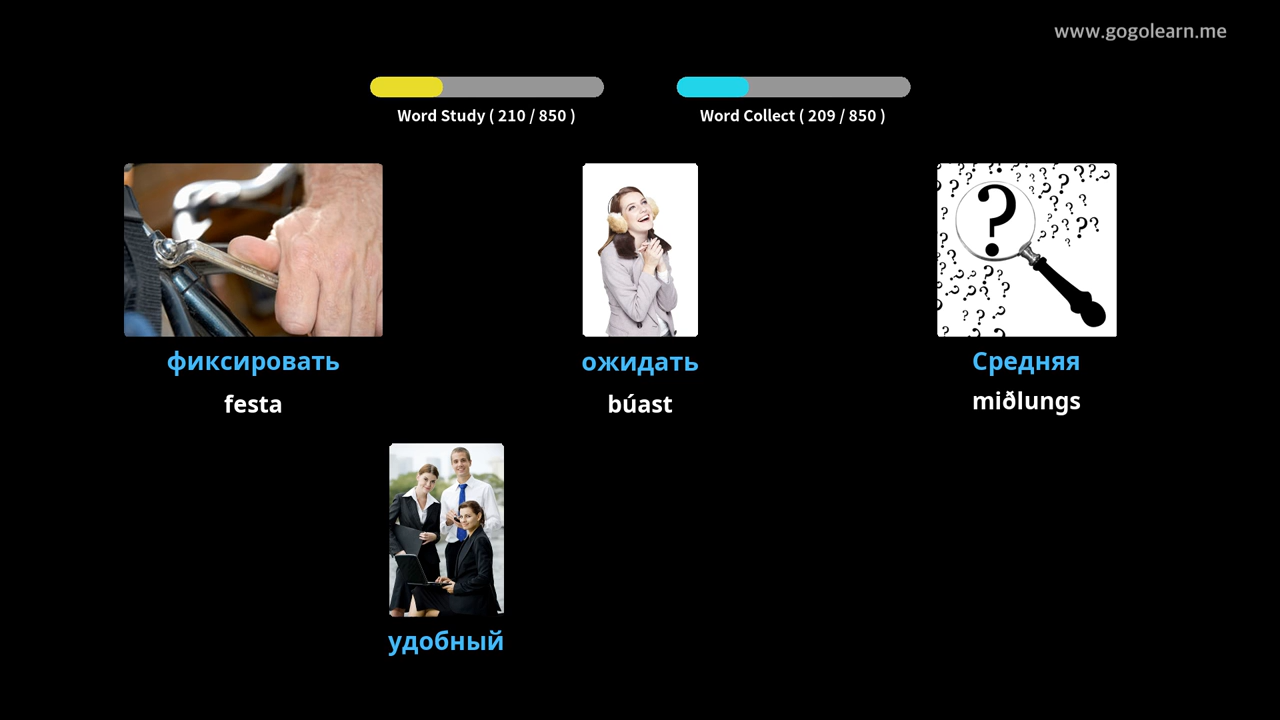 www.gogolearn.me
Word Study ( 210 / 850 )
Word Collect ( 209 / 850 )
фиксировать
festa
ожидать
búast
Средняя
miðlungs
удобный